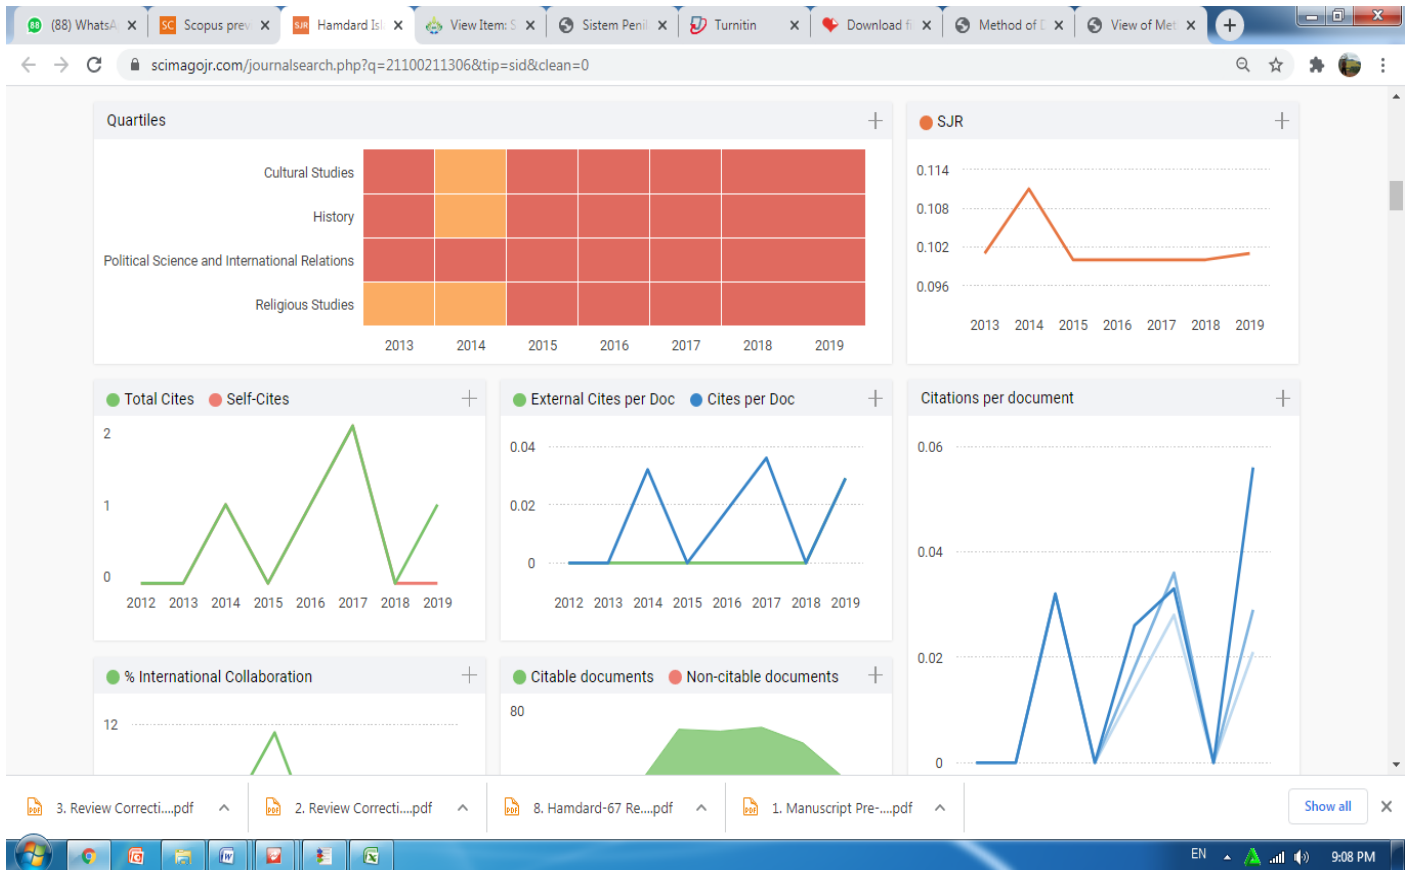 (88) WhatsA
Scopus prev
Hamdard Isl
View Item: S
Sistem Penil
Turnitin
Download fi
Method of D
View of Met
scimagojr.com/journalsearch.php?q=21100211306&tip=sid&clean=0
Quartiles
Cultural Studies
History
Political Science and International Relations
Religious Studies
2013 2014 2015 2016 2017 2018 2019
SJR
0.114
0.108
0.102
0.096
2013 2014 2015 2016 2017 2018 2019
Total Cites Self-Cites
2
1
0
2012 2013 2014 2015 2016 2017 2018 2019
External Cites per Doc Cites per Doc
0.04
0.02
0
2012 2013 2014 2015 2016 2017 2018 2019
Citations per document
0.06
0.04
0.02
0
% International Collaboration
12
Citable documents Non-citable documents
80
3. Review Correcti....pdf
2. Review Correcti....pdf
8. Hamdard-67 Re....pdf
1. Manuscript Pre-....pdf
Show all
EN
9:08 PM